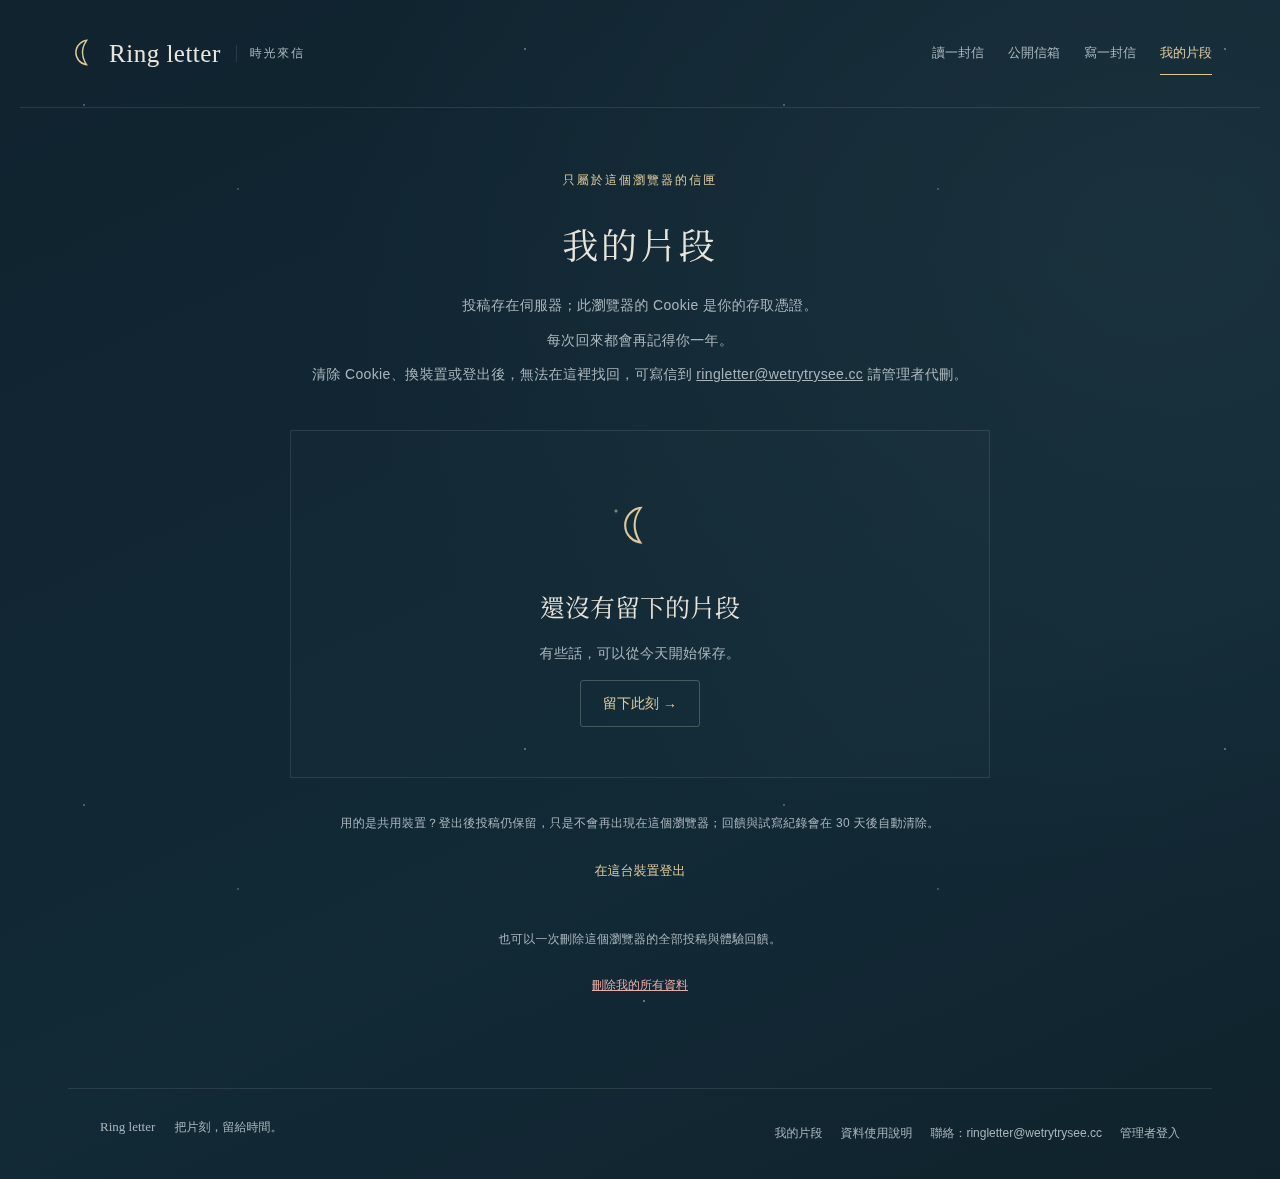 Ring letter 時光來信 讀一封信 公開信箱 寫一封信 我的片段
只屬於這個瀏覽器的信匣
我的片段
投稿存在伺服器；此瀏覽器的 Cookie 是你的存取憑證。
每次回來都會再記得你一年。
清除 Cookie、換裝置或登出後，無法在這裡找回，可寫信到 ringletter@wetrytrysee.cc 請管理者代刪。
還沒有留下的片段
有些話，可以從今天開始保存。
留下此刻 →
用的是共用裝置？登出後投稿仍保留，只是不會再出現在這個瀏覽器；回饋與試寫紀錄會在 30 天後自動清除。
在這台裝置登出
也可以一次刪除這個瀏覽器的全部投稿與體驗回饋。
刪除我的所有資料
Ring letter 把片刻，留給時間。 我的片段 資料使用說明 聯絡：ringletter@wetrytrysee.cc 管理者登入